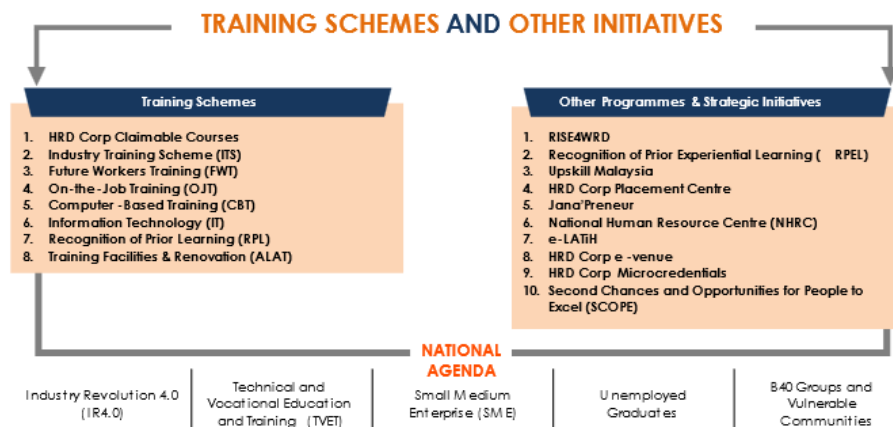 TRAINING SCHEMES AND OTHER INITIATIVES
Training Schemes
1. HRD Corp Claimable Courses
2. Industry Training Scheme (ITS)
3. Future Workers Training (FWT)
4. On-the-Job Training (OJT)
5. Computer -Based Training (CBT)
6. Information Technology (IT)
7. Recognition of Prior Learning (RPL)
8. Training Facilities & Renovation (ALAT)
Other Programmes & Strategic Initiatives
1. RISE4WRD
2. Recognition of Prior Experiential Learning ( RPEL)
3. Upskill Malaysia
4. HRD Corp Placement Centre
5. Jana'Preneur
6. National Human Resource Centre (NHRC)
7. e-LATiH
8. HRD Corp e -venue
9. HRD Corp Microcredentials
10. Second Chances and Opportunities for People to
Excel (SCOPE)
NATIONAL
AGENDA
Industry Revolution 4.0
(IR4.0)
Technical and
Vocational Education
and Training (TVET)
Small Medium
Enterprise (SME)
Unemployed
Graduates
B40 Groups and
Vulnerable
Communities